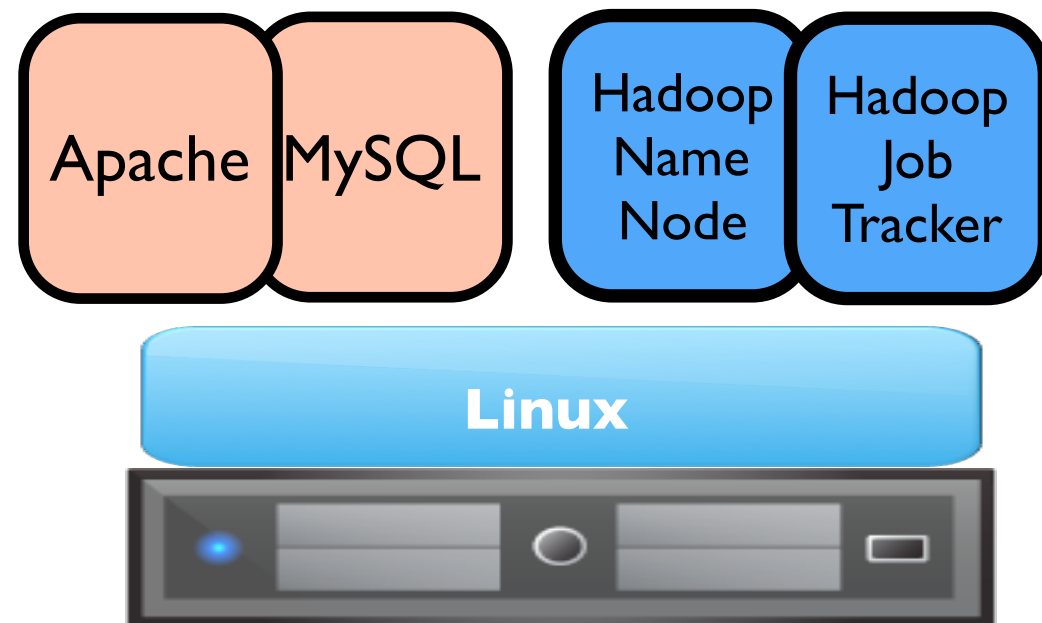 Apache
MySQL
Hadoop
Name
Node
Hadoop
Job
Tracker
Linux